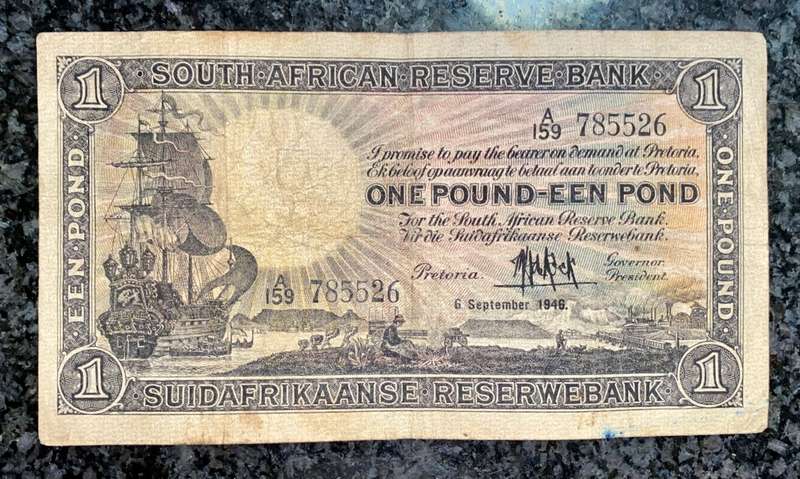 1 · SOUTH · AFRICAN · RESERVE · BANK · 1
A/159 785526
I promise to pay the bearer on demand at Pretoria,
Ek beloof op aanvraag te betaal aan toonder te Pretoria,
ONE POUND-EEN POND
For the South African Reserve Bank.
Vir die Suidafrikaanse Reserwebank.
EEN POND
ONE POUND
A/159 785526
Pretoria.
Governor.
President.
6 September 1946.
1 · SUIDAFRIKAANSE · RESERWEBANK · 1